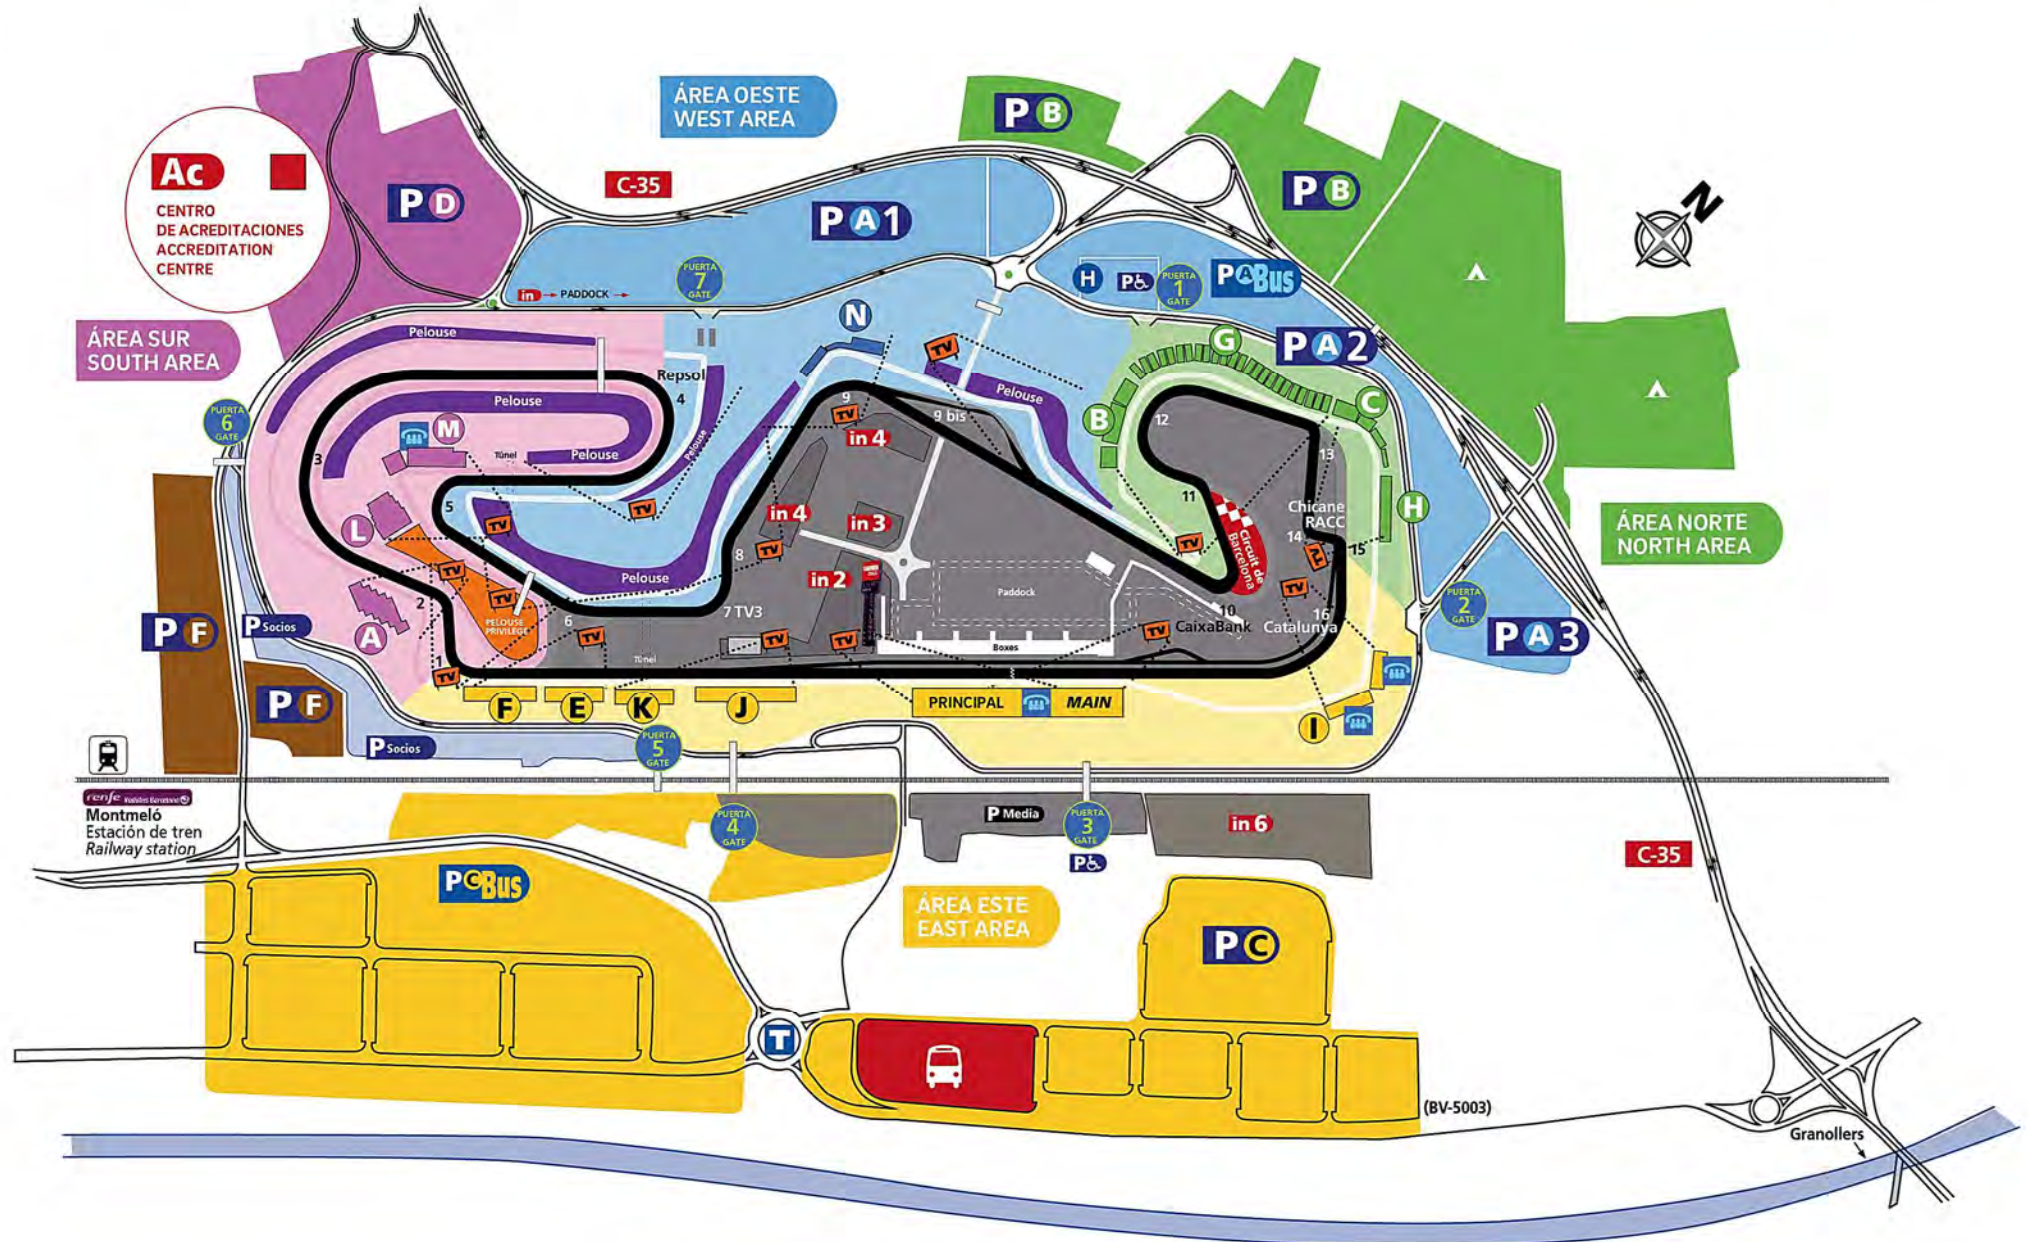 ÁREA OESTE
WEST AREA
P B
Ac
CENTRO
DE ACREDITACIONES
ACCREDITATION
CENTRE
C-35
P D
P A 1
P B
N
PUERTA
7
GATE
in → PADDOCK →
H
P
PUERTA
1
GATE
P A Bus
ÁREA SUR
SOUTH AREA
Pelouse
N
TV
G
P A 2
Repsol
4
Pelouse
9
9 bis
Pelouse
TV
in 4
B
C
12
PUERTA
6
GATE
M
3
Túnel
Pelouse
Pelouse
13
L
5
TV
TV
in 4
in 3
11
Chicane
RACC
H
ÁREA NORTE
NORTH AREA
8
TV
TV
Circuit de
Barcelona
14
TV
15
TV
Pelouse
in 2
Paddock
TV
2
TV
PELOUSE
PRIVILEGE
6
TV
7 TV3
TV
TV
TV
10
CaixaBank
16
Catalunya
PUERTA
2
GATE
P A 3
P F
P Socios
A
1
TV
Túnel
Boxes
P F
F
E
K
J
PRINCIPAL
MAIN
I
P Socios
PUERTA
5
GATE
renfe
Montmeló
Estación de tren
Railway station
PUERTA
4
GATE
P Media
PUERTA
3
GATE
P
in 6
C-35
P C Bus
ÁREA ESTE
EAST AREA
P C
T
(BV-5003)
Granollers